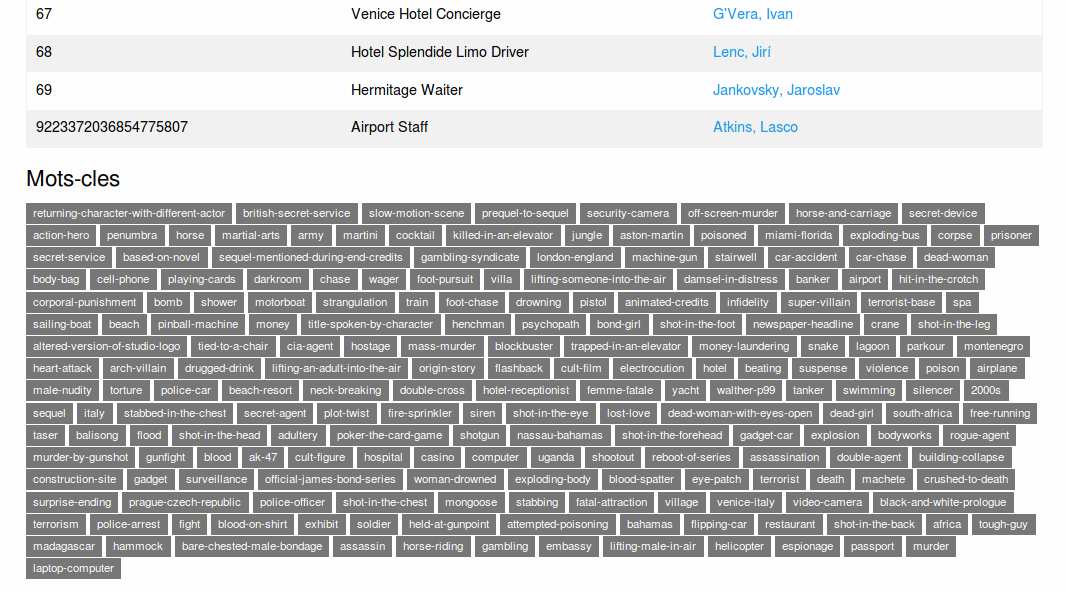 67 Venice Hotel Concierge G'Vera, Ivan
68 Hotel Splendide Limo Driver Lenc, Jirí
69 Hermitage Waiter Jankovsky, Jaroslav
9223372036854775807 Airport Staff Atkins, Lasco
Mots-cles
returning-character-with-different-actor british-secret-service slow-motion-scene prequel-to-sequel security-camera off-screen-murder horse-and-carriage secret-device
action-hero penumbra horse martial-arts army martini cocktail killed-in-an-elevator jungle aston-martin poisoned miami-florida exploding-bus corpse prisoner
secret-service based-on-novel sequel-mentioned-during-end-credits gambling-syndicate london-england machine-gun stairwell car-accident car-chase dead-woman
body-bag cell-phone playing-cards darkroom chase wager foot-pursuit villa lifting-someone-into-the-air damsel-in-distress banker airport hit-in-the-crotch
corporal-punishment bomb shower motorboat strangulation train foot-chase drowning pistol animated-credits infidelity super-villain terrorist-base spa
sailing-boat beach pinball-machine money title-spoken-by-character henchman psychopath bond-girl shot-in-the-foot newspaper-headline crane shot-in-the-leg
altered-version-of-studio-logo tied-to-a-chair cia-agent hostage mass-murder blockbuster trapped-in-an-elevator money-laundering snake lagoon parkour montenegro
heart-attack arch-villain drugged-drink lifting-an-adult-into-the-air origin-story flashback cult-film electrocution hotel beating suspense violence poison airplane
male-nudity torture police-car beach-resort neck-breaking double-cross hotel-receptionist femme-fatale yacht walther-p99 tanker swimming silencer 2000s
sequel italy stabbed-in-the-chest secret-agent plot-twist fire-sprinkler siren shot-in-the-eye lost-love dead-woman-with-eyes-open dead-girl south-africa free-running
taser balisong flood shot-in-the-head adultery poker-the-card-game shotgun nassau-bahamas shot-in-the-forehead gadget-car explosion bodyworks rogue-agent
murder-by-gunshot gunfight blood ak-47 cult-figure hospital casino computer uganda shootout reboot-of-series assassination double-agent building-collapse
construction-site gadget surveillance official-james-bond-series woman-drowned exploding-body blood-spatter eye-patch terrorist death machete crushed-to-death
surprise-ending prague-czech-republic police-officer shot-in-the-chest mongoose stabbing fatal-attraction village venice-italy video-camera black-and-white-prologue
terrorism police-arrest fight blood-on-shirt exhibit soldier held-at-gunpoint attempted-poisoning bahamas flipping-car restaurant shot-in-the-back africa tough-guy
madagascar hammock bare-chested-male-bondage assassin horse-riding gambling embassy lifting-male-in-air helicopter espionage passport murder
laptop-computer